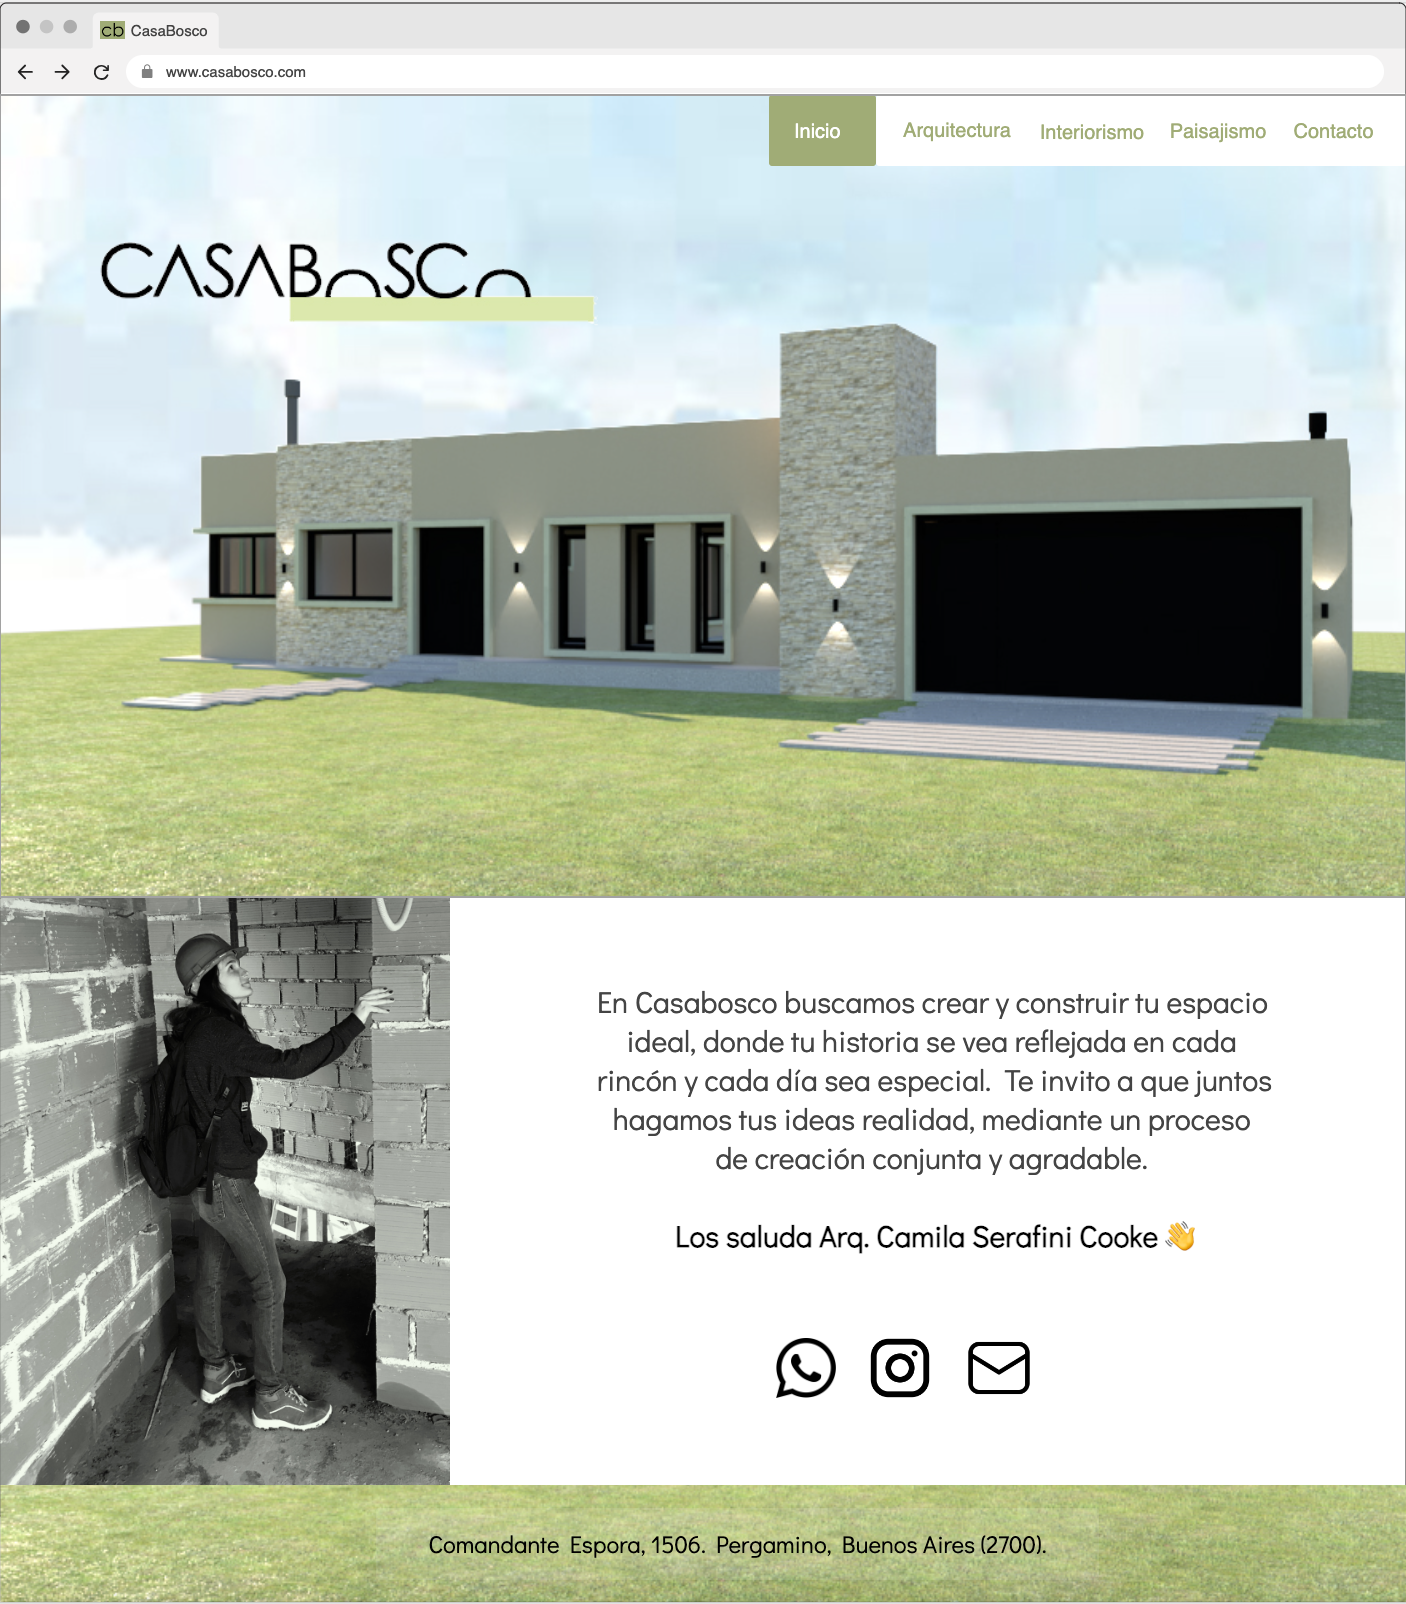 cb CasaBosco
www.casabosco.com
Inicio Arquitectura Interiorismo Paisajismo Contacto
CASABOSCO
En Casabosco buscamos crear y construir tu espacio
ideal, donde tu historia se vea reflejada en cada
rincón y cada día sea especial. Te invito a que juntos
hagamos tus ideas realidad, mediante un proceso
de creación conjunta y agradable.
Los saluda Arq. Camila Serafini Cooke 👋
Comandante Espora, 1506. Pergamino, Buenos Aires (2700).